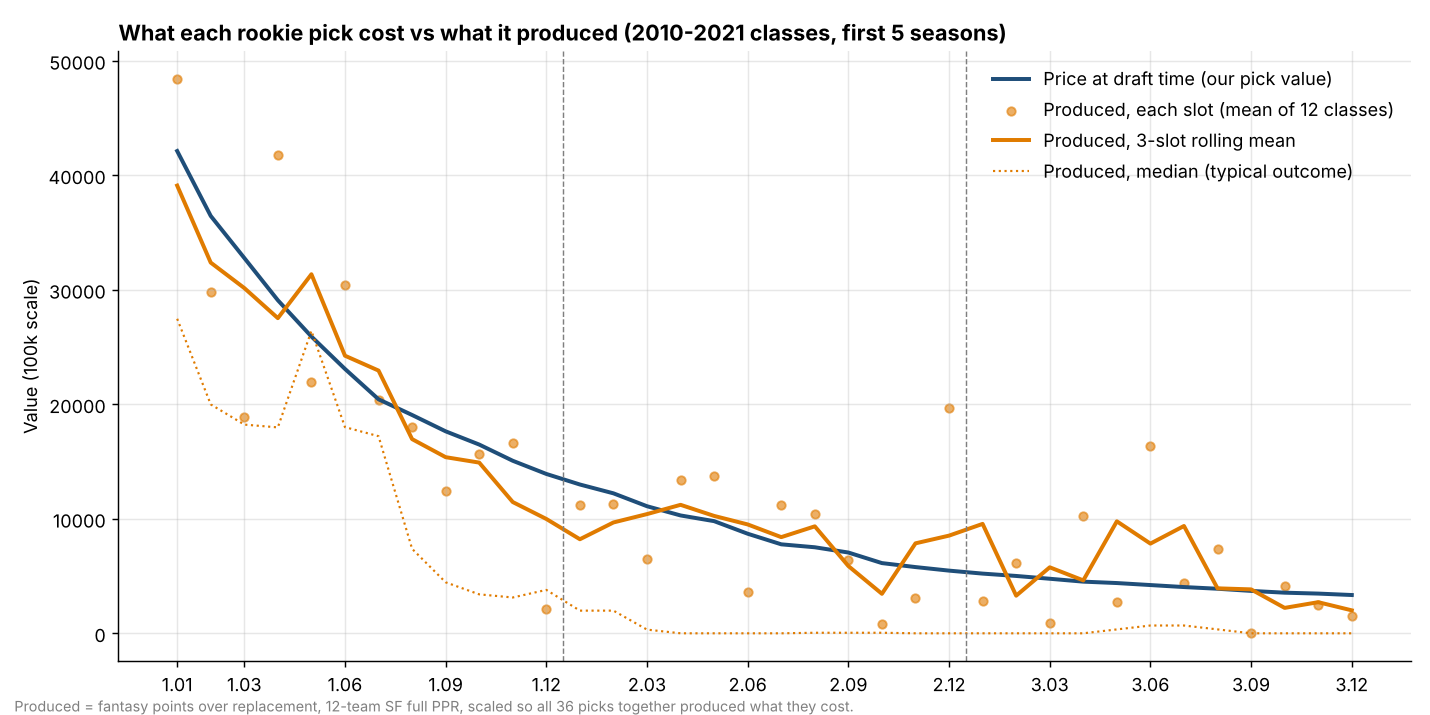 What each rookie pick cost vs what it produced (2010-2021 classes, first 5 seasons)
Price at draft time (our pick value)
Produced, each slot (mean of 12 classes)
Produced, 3-slot rolling mean
Produced, median (typical outcome)
Value (100k scale)
50000
40000
30000
20000
10000
0
1.01 1.03 1.06 1.09 1.12 2.03 2.06 2.09 2.12 3.03 3.06 3.09 3.12
Produced = fantasy points over replacement, 12-team SF full PPR, scaled so all 36 picks together produced what they cost.